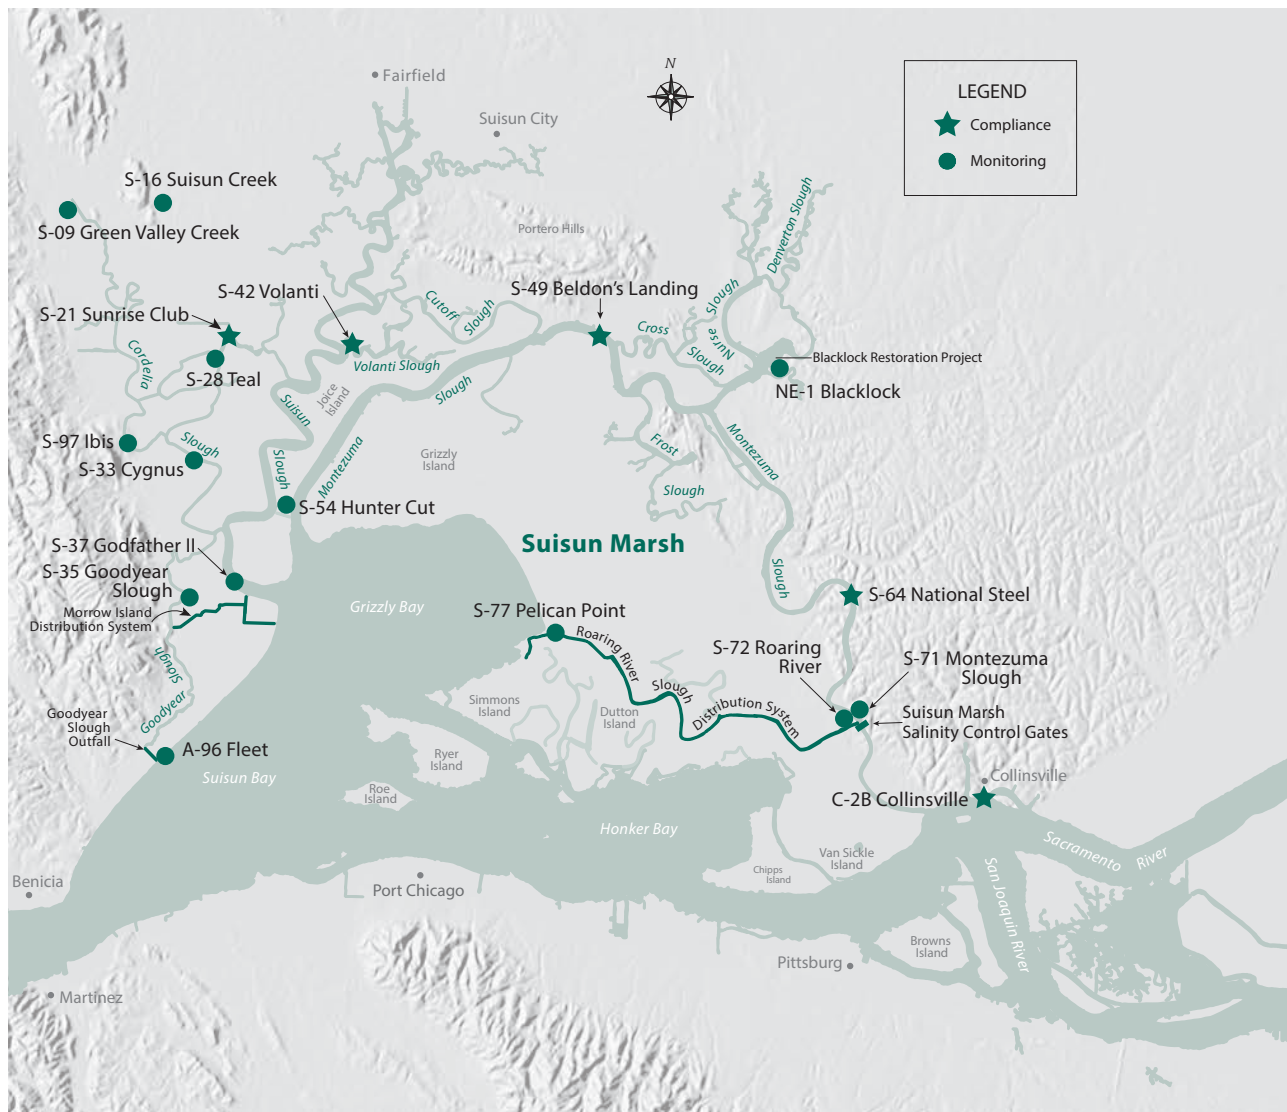 N
LEGEND
Compliance
Monitoring
Fairfield
Suisun City
S-16 Suisun Creek
S-09 Green Valley Creek
Portero Hills
Denverton Slough
S-42 Volanti
S-49 Beldon's Landing
S-21 Sunrise Club
Cutoff
Slough
Slough
Cross
Nurse
Slough
Blacklock Restoration Project
Cordelia
S-28 Teal
Volanti Slough
NE-1 Blacklock
Joice
Island
Slough
Suisun
S-97 Ibis
Slough
S-33 Cygnus
Slough
Montezuma
Grizzly
Island
Frost
Slough
Montezuma
S-54 Hunter Cut
Suisun Marsh
S-37 Godfather II
S-35 Goodyear
Slough
Morrow Island
Distribution System
Grizzly Bay
Slough
S-64 National Steel
S-77 Pelican Point
Roaring River
Slough
Distribution System
S-72 Roaring
River
S-71 Montezuma
Slough
Suisun Marsh
Salinity Control Gates
Slough
Goodyear
Goodyear
Slough
Outfall
A-96 Fleet
Simmons
Island
Dutton
Island
Ryer
Island
Roe
Island
Suisun Bay
Collinsville
C-2B Collinsville
Honker Bay
Van Sickle
Island
Chipps
Island
Sacramento
River
San Joaquin River
Benicia
Port Chicago
Browns
Island
Pittsburg
Martinez